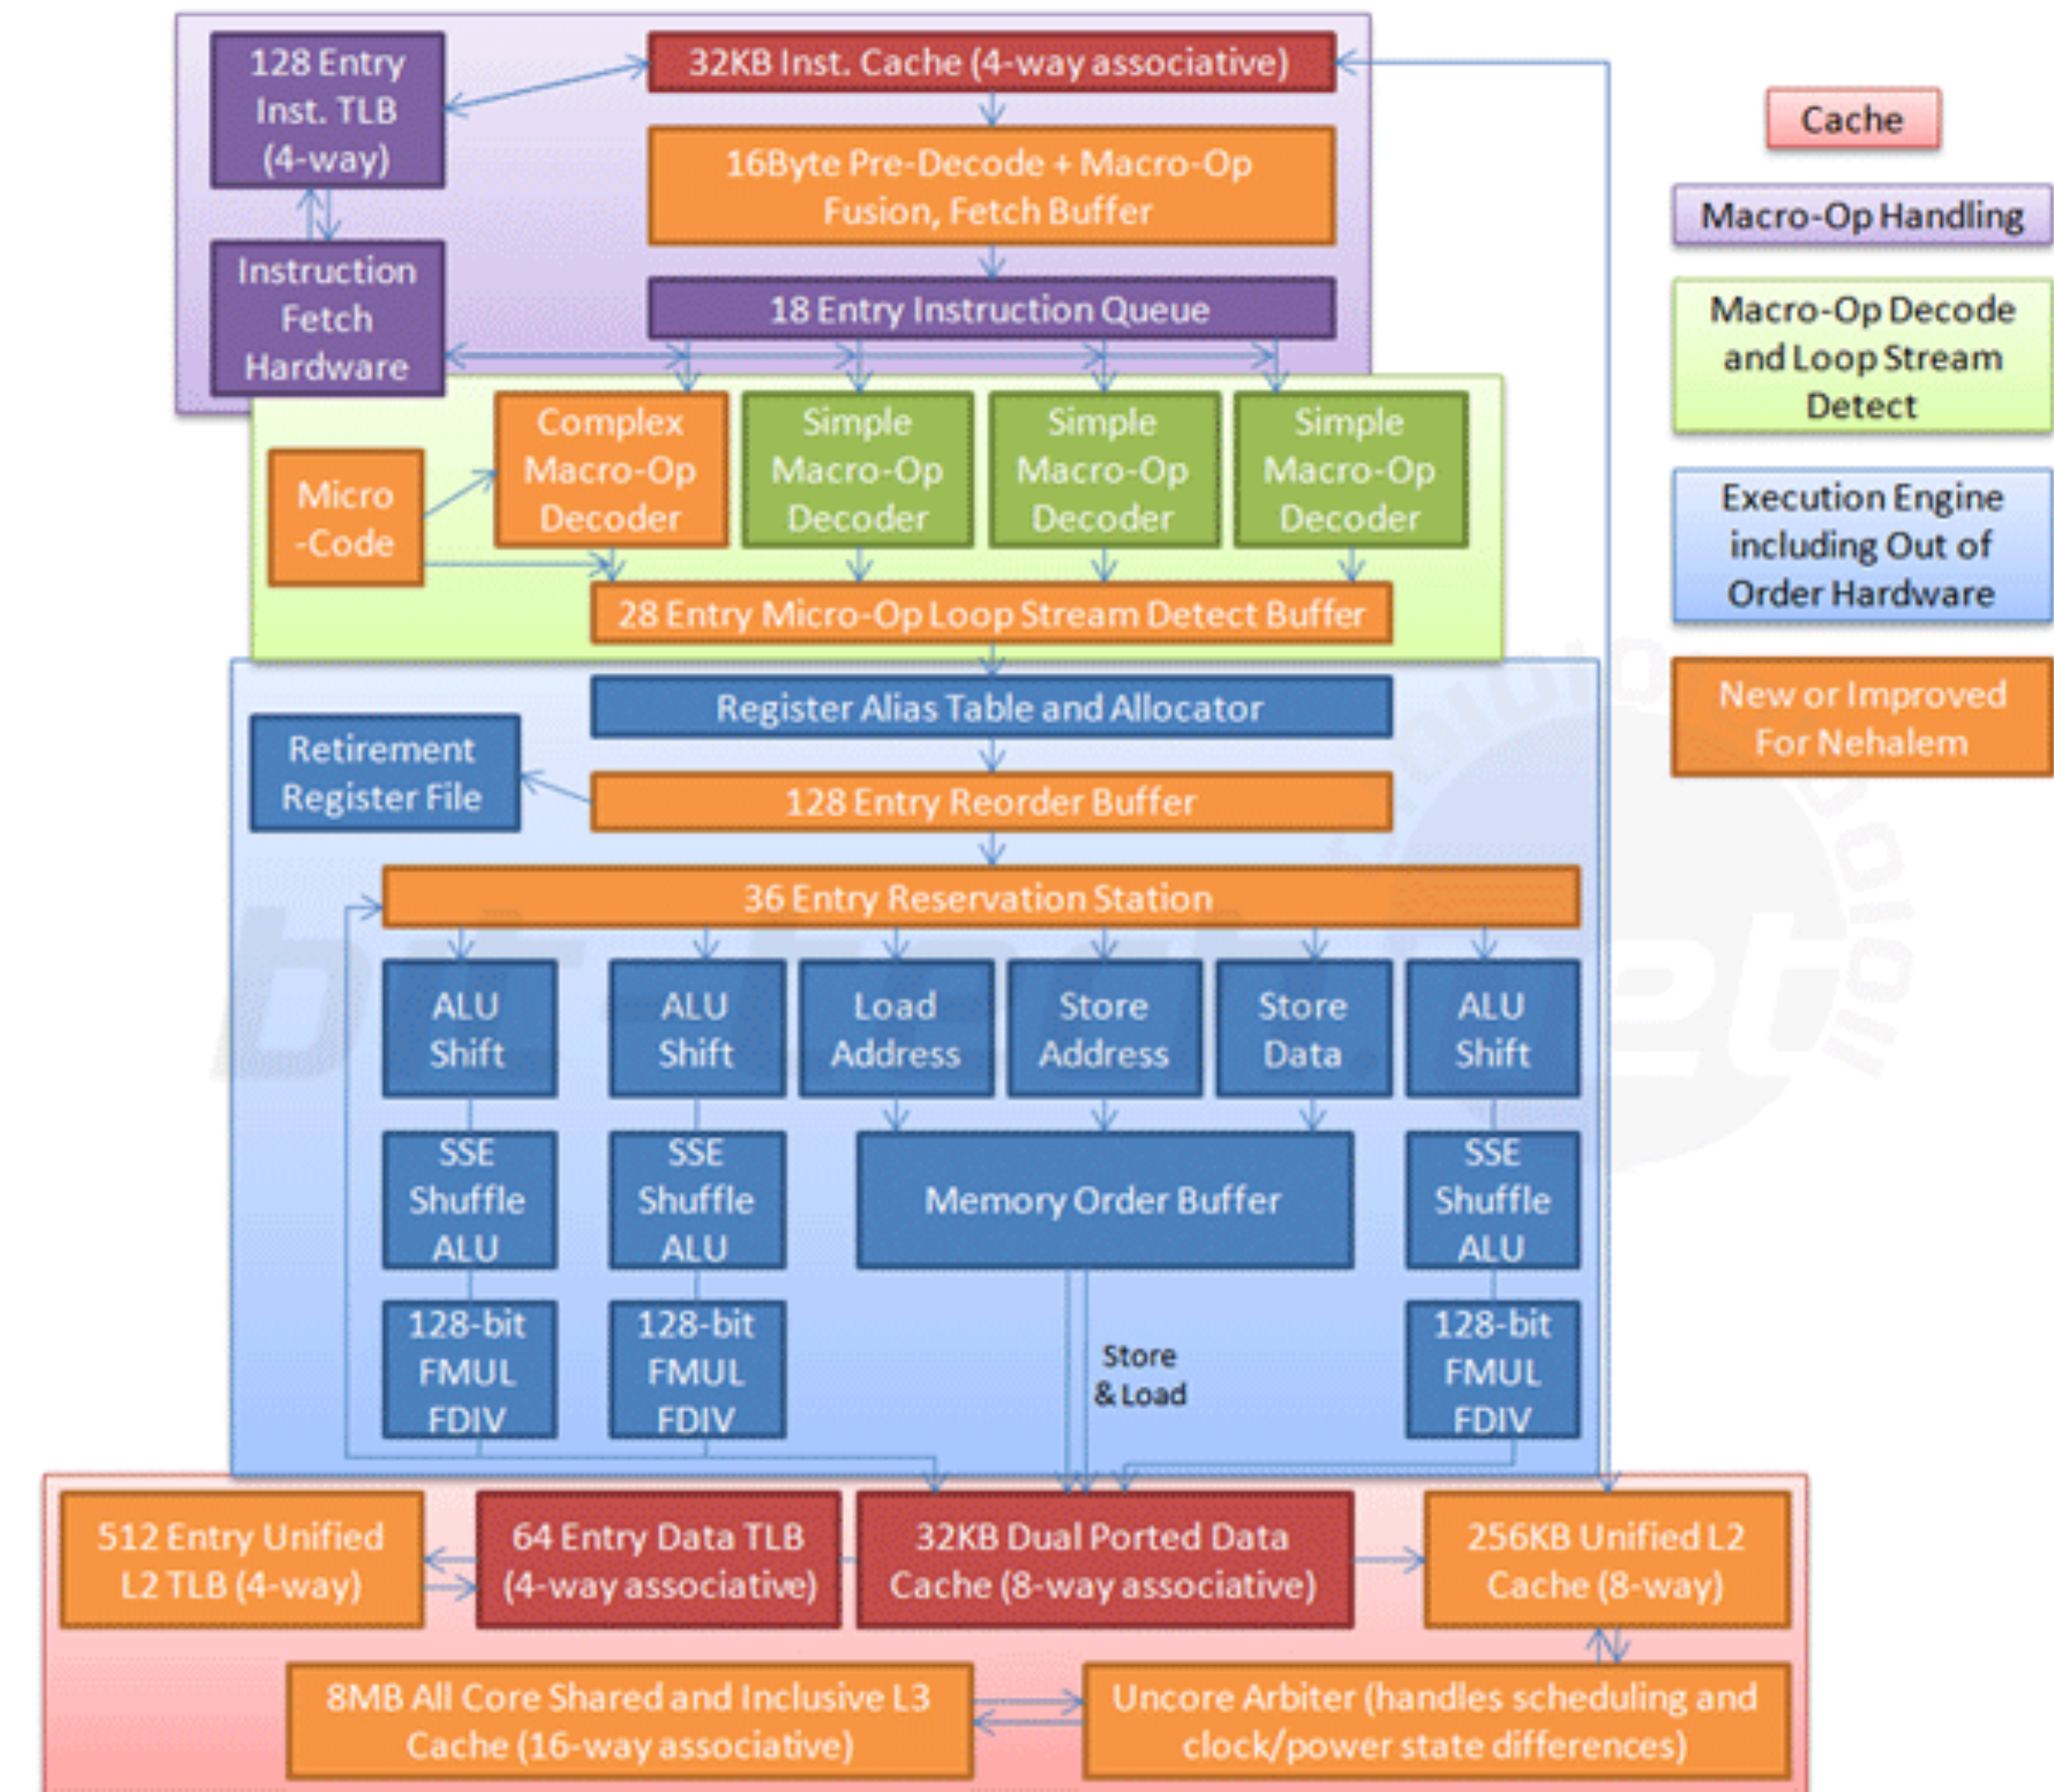 128 Entry
Inst. TLB
(4-way)
32KB Inst. Cache (4-way associative)
16Byte Pre-Decode + Macro-Op
Fusion, Fetch Buffer
Instruction
Fetch
Hardware
18 Entry Instruction Queue
Cache
Macro-Op Handling
Macro-Op Decode
and Loop Stream
Detect
Execution Engine
including Out of
Order Hardware
New or Improved
For Nehalem
Micro
-Code
Complex
Macro-Op
Decoder
Simple
Macro-Op
Decoder
Simple
Macro-Op
Decoder
Simple
Macro-Op
Decoder
28 Entry Micro-Op Loop Stream Detect Buffer
Register Alias Table and Allocator
Retirement
Register File
128 Entry Reorder Buffer
36 Entry Reservation Station
ALU
Shift
ALU
Shift
Load
Address
Store
Address
Store
Data
ALU
Shift
SSE
Shuffle
ALU
SSE
Shuffle
ALU
Memory Order Buffer
SSE
Shuffle
ALU
128-bit
FMUL
FDIV
128-bit
FMUL
FDIV
Store
& Load
128-bit
FMUL
FDIV
512 Entry Unified
L2 TLB (4-way)
64 Entry Data TLB
(4-way associative)
32KB Dual Ported Data
Cache (8-way associative)
256KB Unified L2
Cache (8-way)
8MB All Core Shared and Inclusive L3
Cache (16-way associative)
Uncore Arbiter (handles scheduling and
clock/power state differences)
bit-tech.net